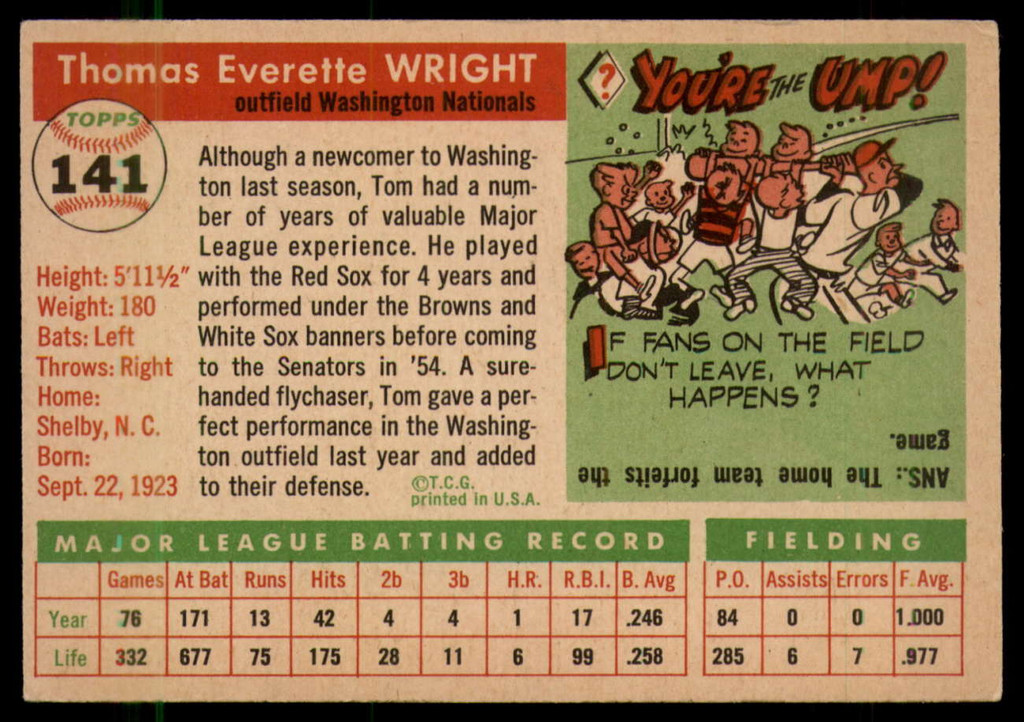 Thomas Everette WRIGHT
outfield Washington Nationals
TOPPS
141
Height: 5'11½"
Weight: 180
Bats: Left
Throws: Right
Home:
Shelby, N. C.
Born:
Sept. 22, 1923
Although a newcomer to Washing-
ton last season, Tom had a num-
ber of years of valuable Major
League experience. He played
with the Red Sox for 4 years and
performed under the Browns and
White Sox banners before coming
to the Senators in '54. A sure-
handed flychaser, Tom gave a per-
fect performance in the Washing-
ton outfield last year and added
to their defense.
©T.C.G.
printed in U.S.A.
? YOU'RE THE UMP!
IF FANS ON THE FIELD
DON'T LEAVE, WHAT
HAPPENS?
ANS.: The home team forfeits the
game.
MAJOR LEAGUE BATTING RECORD
Games At Bat Runs Hits 2b 3b H.R. R.B.I. B. Avg
Year 76 171 13 42 4 4 1 17 .246
Life 332 677 75 175 28 11 6 99 .258
FIELDING
P.O. Assists Errors F. Avg.
84 0 0 1.000
285 6 7 .977